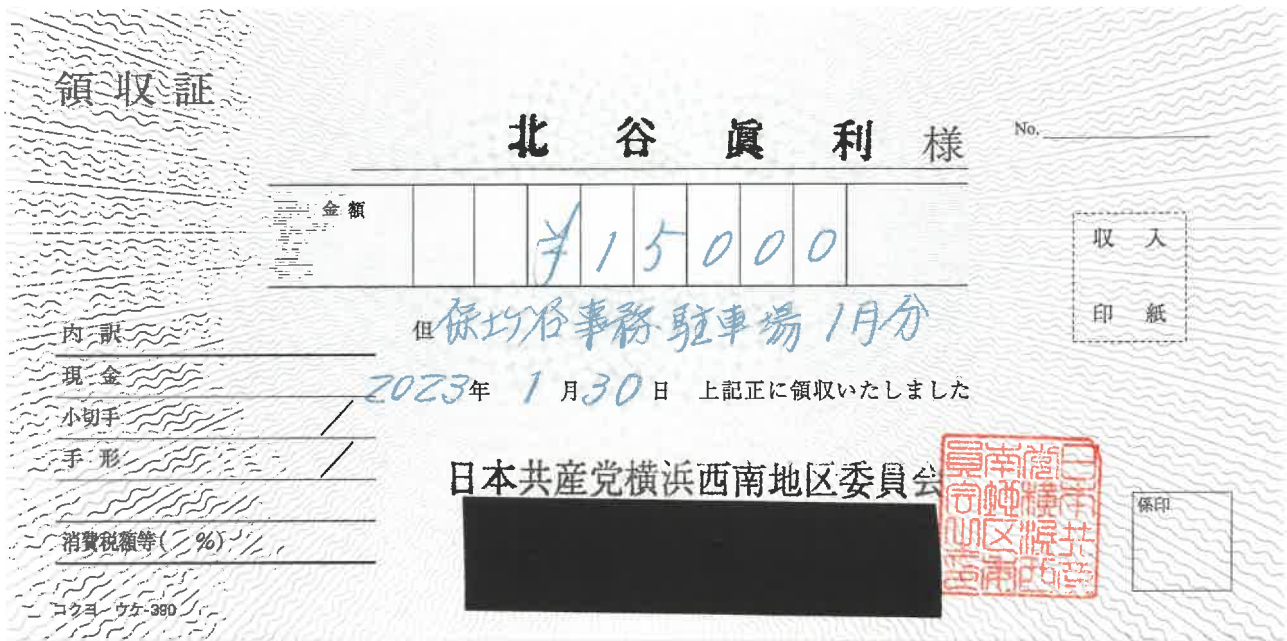 領収証
北谷眞利 様
No.
金額
¥15000
収入
印紙
但 保土ケ谷事務 駐車場 1月分
内訳
現金
2023年 1月30日 上記正に領収いたしました
小切手
手形
日本共産党横浜西南地区委員会
係印
消費税額等( %)
コクヨ ウケ-390